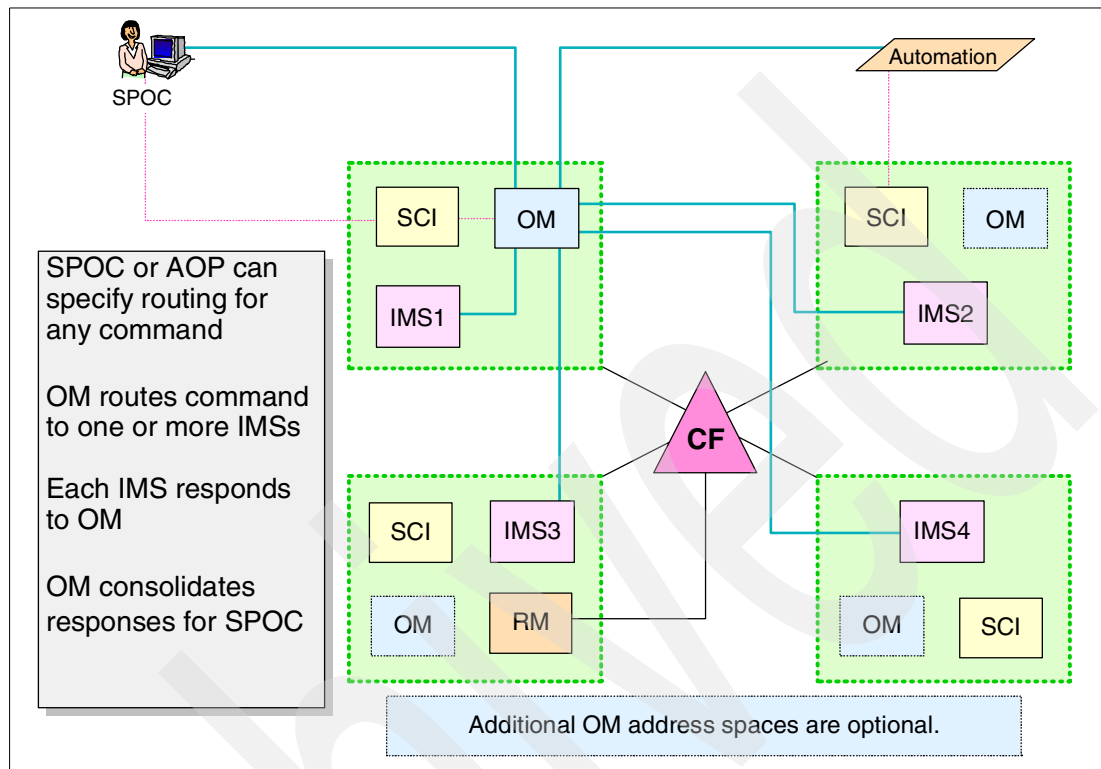 SPOC
Automation
SCI
OM
IMS1
SCI
OM
IMS2
SPOC or AOP can
specify routing for
any command
OM routes command
to one or more IMSs
Each IMS responds
to OM
OM consolidates
responses for SPOC
CF
SCI
IMS3
OM
RM
IMS4
OM
SCI
Additional OM address spaces are optional.